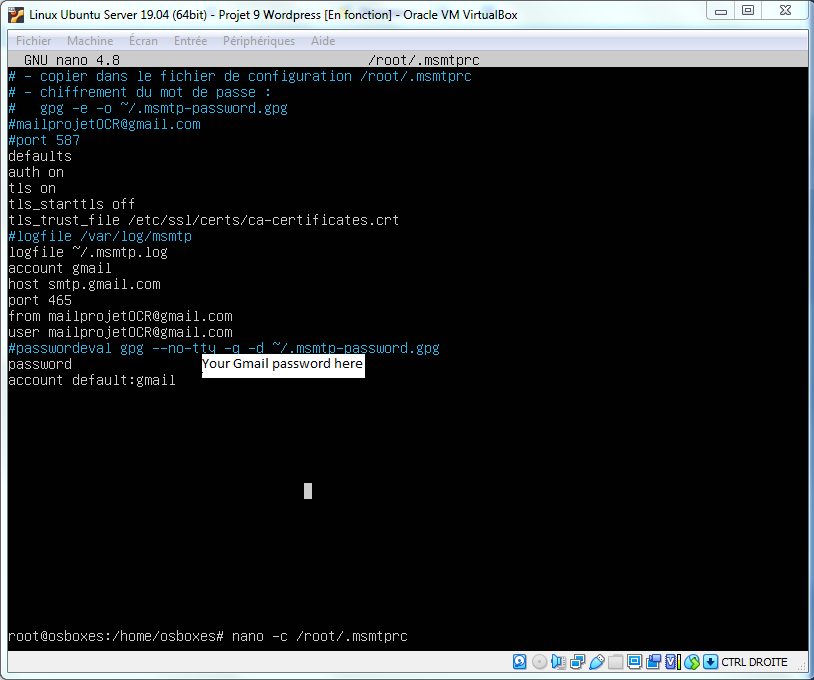 Linux Ubuntu Server 19.04 (64bit) - Projet 9 Wordpress [En fonction] - Oracle VM VirtualBox
Fichier Machine Écran Entrée Périphériques Aide
GNU nano 4.8 /root/.msmtprc
# - copier dans le fichier de configuration /root/.msmtprc
# - chiffrement du mot de passe :
#   gpg -e -o ~/.msmtp-password.gpg
#mailprojetOCR@gmail.com
#port 587
defaults
auth on
tls on
tls_starttls off
tls_trust_file /etc/ssl/certs/ca-certificates.crt
#logfile /var/log/msmtp
logfile ~/.msmtp.log
account gmail
host smtp.gmail.com
port 465
from mailprojetOCR@gmail.com
user mailprojetOCR@gmail.com
#passwordeval gpg --no-tty -q -d ~/.msmtp-password.gpg
password Your Gmail password here
account default:gmail
root@osboxes:/home/osboxes# nano -c /root/.msmtprc
CTRL DROITE